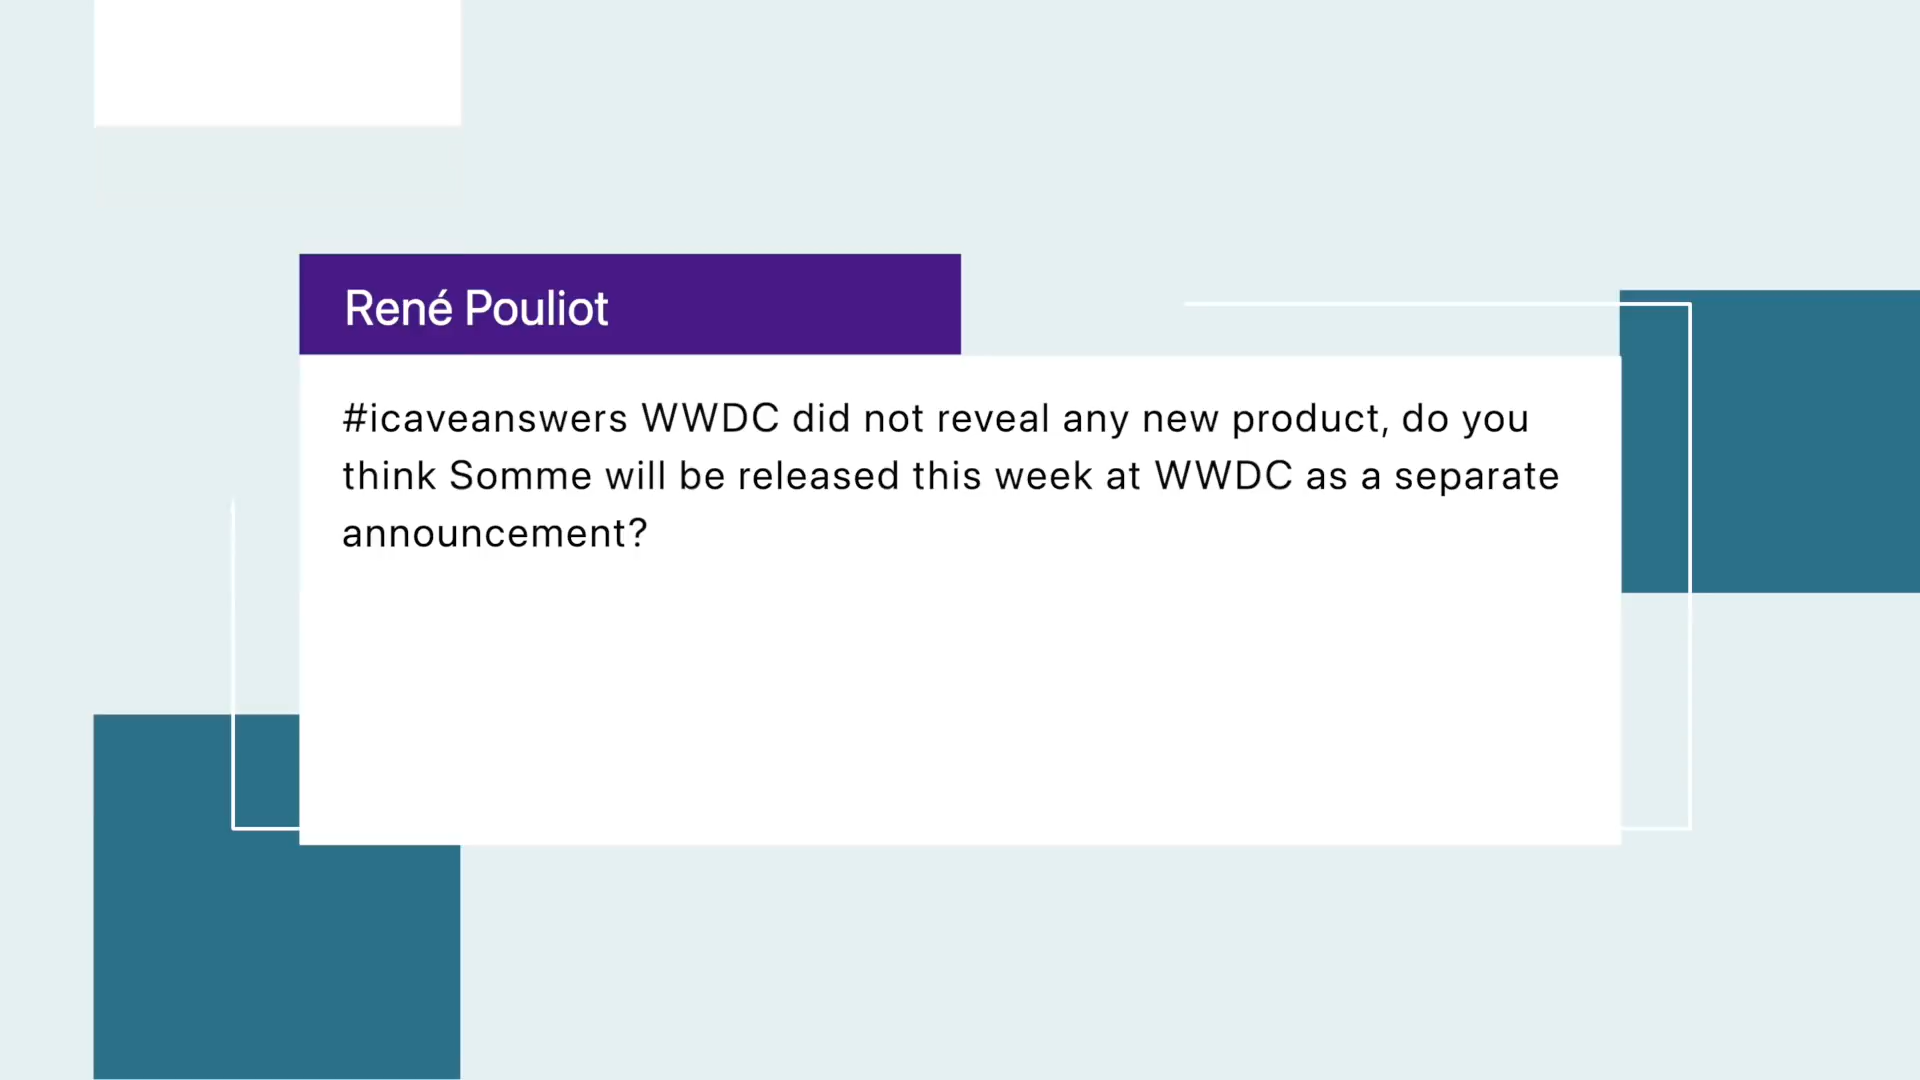 René Pouliot
#icaveanswers WWDC did not reveal any new product, do you
think Somme will be released this week at WWDC as a separate
announcement?